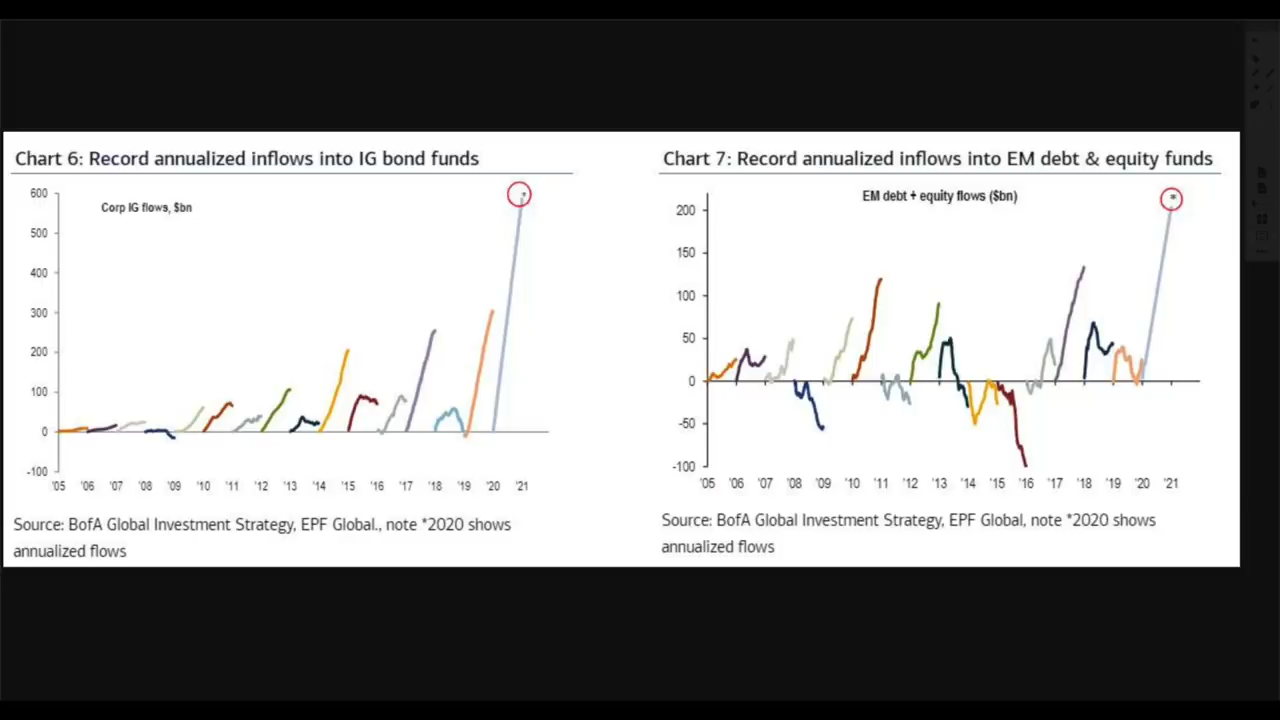 Chart 6: Record annualized inflows into IG bond funds
600
Corp IG flows, $bn
500
400
300
200
100
0
-100
'05 '06 '07 '08 '09 '10 '11 '12 '13 '14 '15 '16 '17 '18 '19 '20 '21
*
Source: BofA Global Investment Strategy, EPF Global., note *2020 shows
annualized flows
Chart 7: Record annualized inflows into EM debt & equity funds
EM debt + equity flows ($bn)
*
200
150
100
50
0
-50
-100
'05 '06 '07 '08 '09 '10 '11 '12 '13 '14 '15 '16 '17 '18 '19 '20 '21
Source: BofA Global Investment Strategy, EPF Global, note *2020 shows
annualized flows